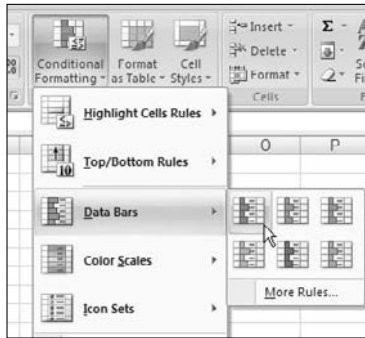 Conditional Formatting ▾
Format as Table ▾
Cell Styles ▾
Insert ▾
Delete ▾
Format ▾
Cells
Σ ▾
Highlight Cells Rules
Top/Bottom Rules
10
O P
Data Bars
Color Scales
Icon Sets
More Rules...